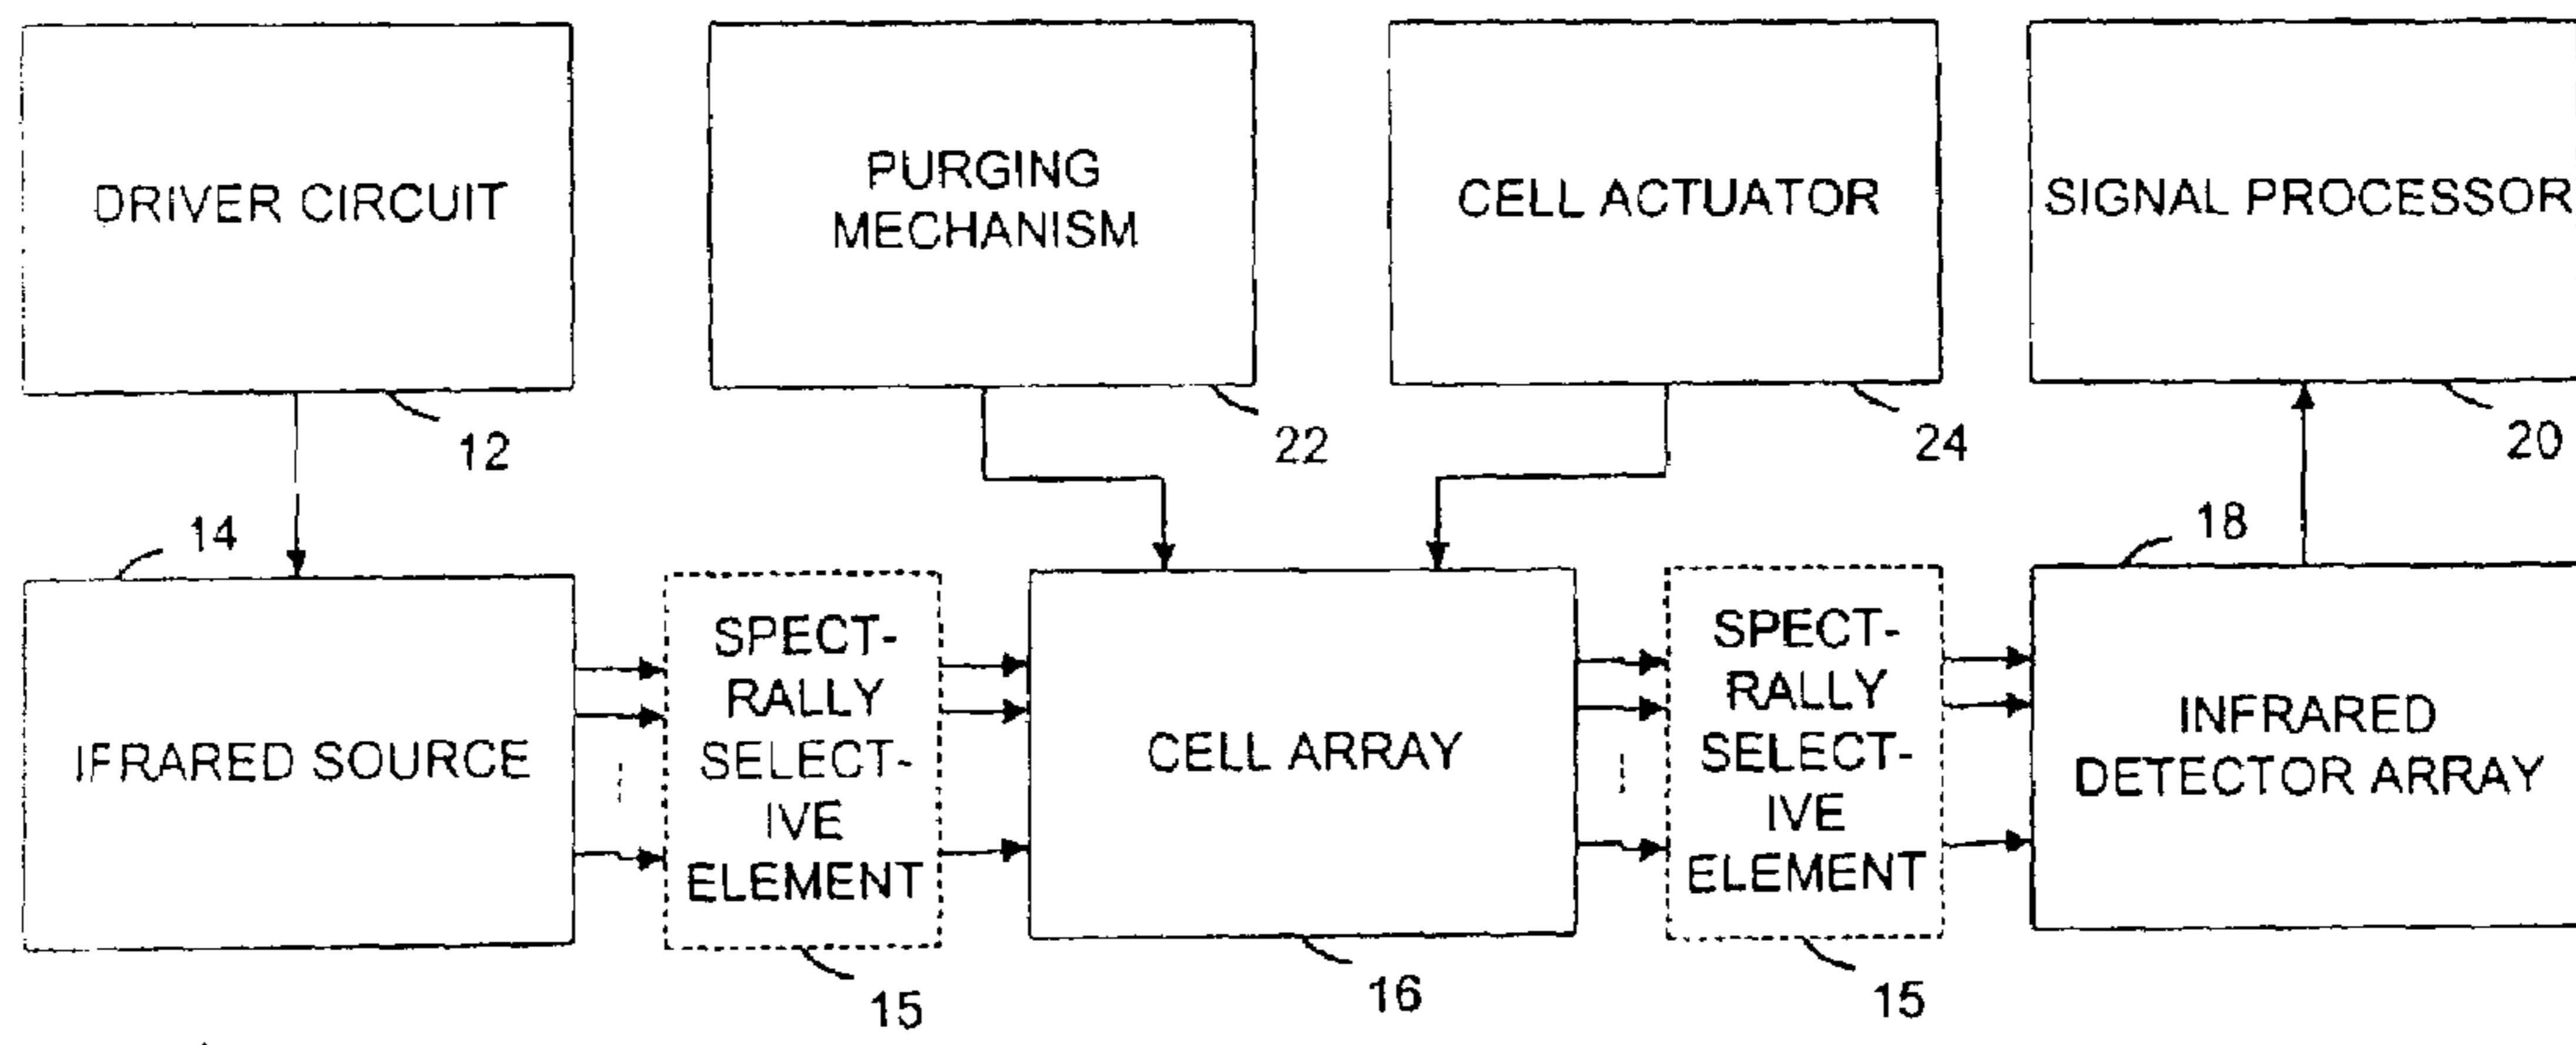 DRIVER CIRCUIT
PURGING
MECHANISM
CELL ACTUATOR
SIGNAL PROCESSOR
12
22
24
20
14
18
IFRARED SOURCE
SPECT-
RALLY
SELECT-
IVE
ELEMENT
CELL ARRAY
SPECT-
RALLY
SELECT-
IVE
ELEMENT
INFRARED
DETECTOR ARRAY
15
16
15